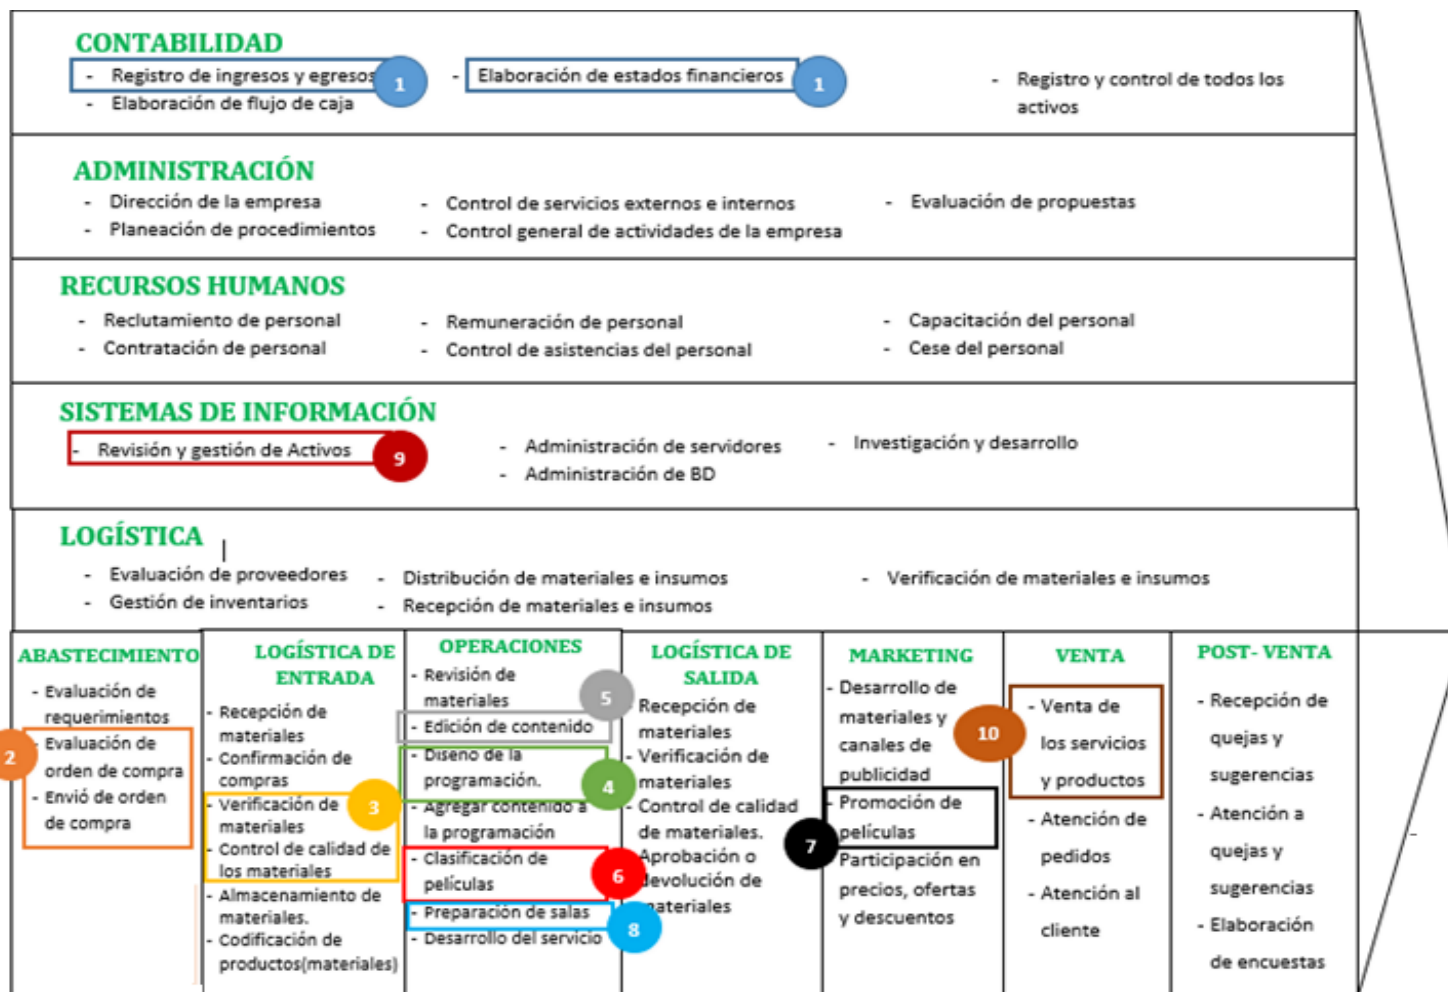 CONTABILIDAD
- Registro de ingresos y egresos
1
- Elaboración de flujo de caja
- Elaboración de estados financieros
1
- Registro y control de todos los
activos
ADMINISTRACIÓN
- Dirección de la empresa
- Planeación de procedimientos
- Control de servicios externos e internos
- Control general de actividades de la empresa
- Evaluación de propuestas
RECURSOS HUMANOS
- Reclutamiento de personal
- Contratación de personal
- Remuneración de personal
- Control de asistencias del personal
- Capacitación del personal
- Cese del personal
SISTEMAS DE INFORMACIÓN
- Revisión y gestión de Activos
9
- Administración de servidores
- Administración de BD
- Investigación y desarrollo
LOGÍSTICA
- Evaluación de proveedores
- Gestión de inventarios
- Distribución de materiales e insumos
- Recepción de materiales e insumos
- Verificación de materiales e insumos
ABASTECIMIENTO
- Evaluación de
requerimientos
2
- Evaluación de
orden de compra
- Envió de orden
de compra
LOGÍSTICA DE
ENTRADA
- Recepción de
materiales
- Confirmación de
compras
- Verificación de
materiales
3
- Control de calidad de
los materiales
- Almacenamiento de
materiales.
- Codificación de
productos(materiales)
OPERACIONES
- Revisión de
materiales
5
- Edición de contenido
- Diseno de la
programación.
4
- Agregar contenido a
la programación
- Clasificación de
películas
6
- Preparación de salas
8
- Desarrollo del servicio
LOGÍSTICA DE
SALIDA
Recepción de
materiales
- Verificación de
materiales
- Control de calidad
de materiales.
Aprobación o
devolución de
materiales
MARKETING
- Desarrollo de
materiales y
canales de
publicidad
- Promoción de
películas
7
Participación en
precios, ofertas
y descuentos
VENTA
10
- Venta de
los servicios
y productos
- Atención de
pedidos
- Atención al
cliente
POST- VENTA
- Recepción de
quejas y
sugerencias
- Atención a
quejas y
sugerencias
- Elaboración
de encuestas